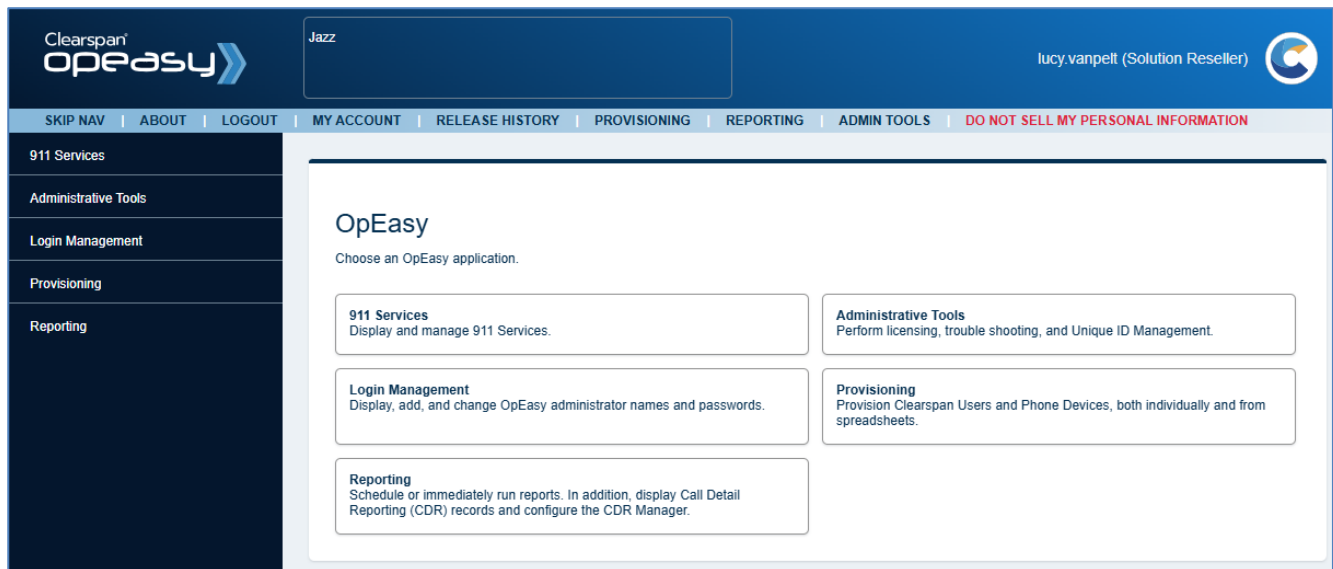 Clearspan®
opeasy
Jazz
lucy.vanpelt (Solution Reseller)
SKIP NAV | ABOUT | LOGOUT | MY ACCOUNT | RELEASE HISTORY | PROVISIONING | REPORTING | ADMIN TOOLS | DO NOT SELL MY PERSONAL INFORMATION
911 Services
Administrative Tools
Login Management
Provisioning
Reporting
OpEasy
Choose an OpEasy application.
911 Services
Display and manage 911 Services.
Administrative Tools
Perform licensing, trouble shooting, and Unique ID Management.
Login Management
Display, add, and change OpEasy administrator names and passwords.
Provisioning
Provision Clearspan Users and Phone Devices, both individually and from
spreadsheets.
Reporting
Schedule or immediately run reports. In addition, display Call Detail
Reporting (CDR) records and configure the CDR Manager.